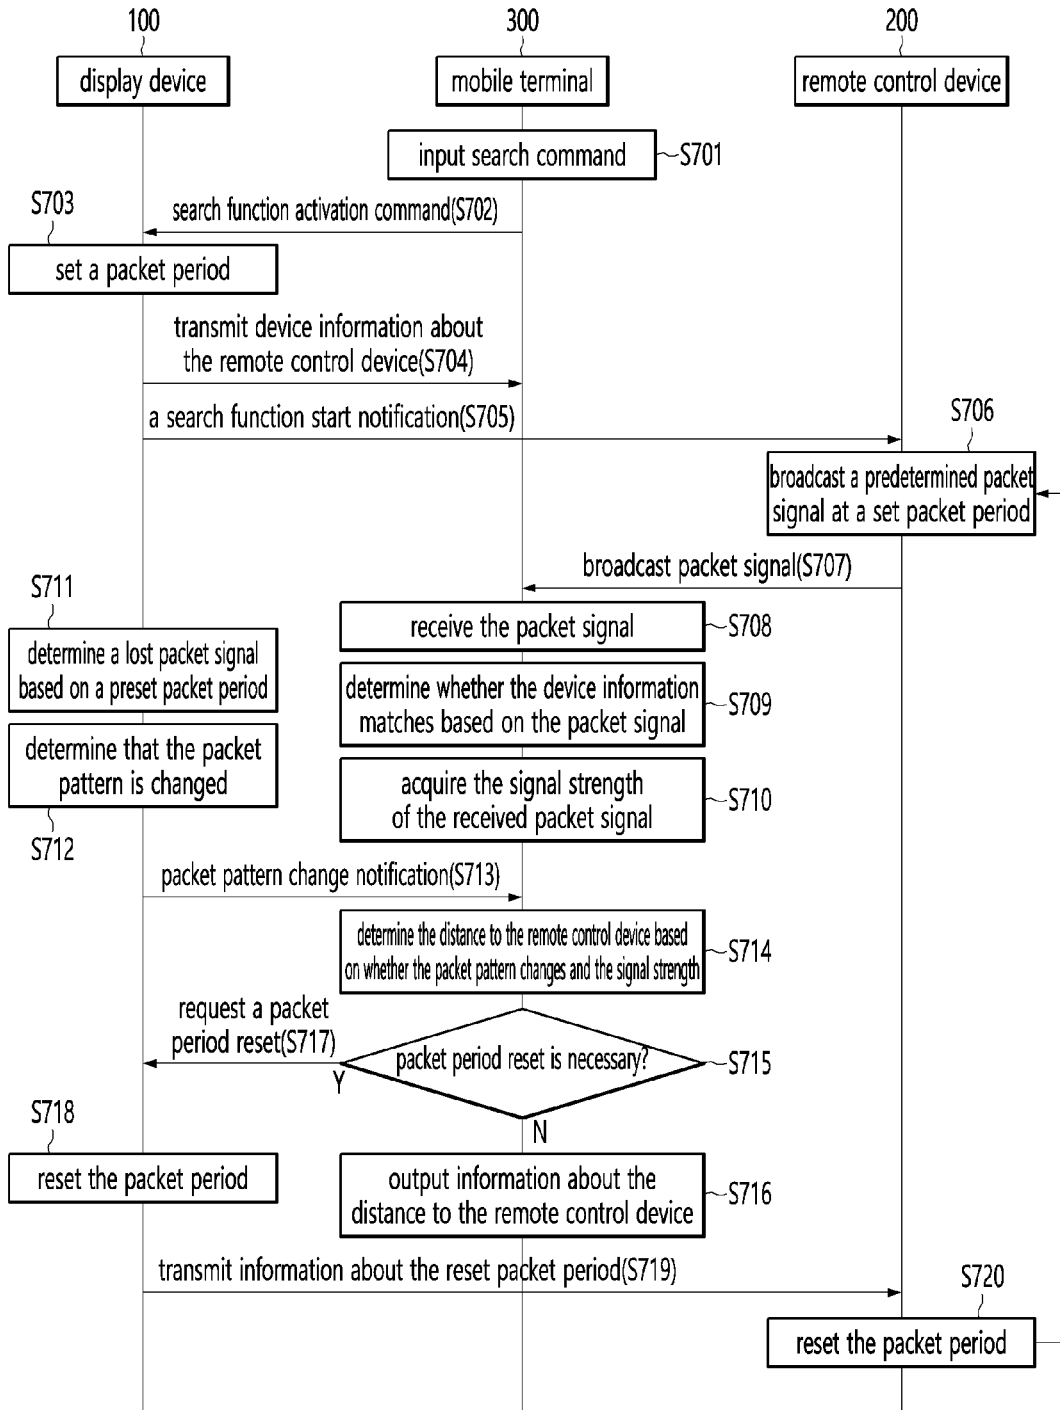 100
300
200
display device
mobile terminal
remote control device
input search command
S701
S703
search function activation command(S702)
set a packet period
transmit device information about
the remote control device(S704)
a search function start notification(S705)
S706
broadcast a predetermined packet
signal at a set packet period
broadcast packet signal(S707)
S711
receive the packet signal
S708
determine a lost packet signal
based on a preset packet period
determine whether the device information
matches based on the packet signal
S709
determine that the packet
pattern is changed
acquire the signal strength
of the received packet signal
S710
S712
packet pattern change notification(S713)
determine the distance to the remote control device based
on whether the packet pattern changes and the signal strength
S714
request a packet
period reset(S717)
packet period reset is necessary?
S715
Y
N
S718
reset the packet period
output information about the
distance to the remote control device
S716
transmit information about the reset packet period(S719)
S720
reset the packet period